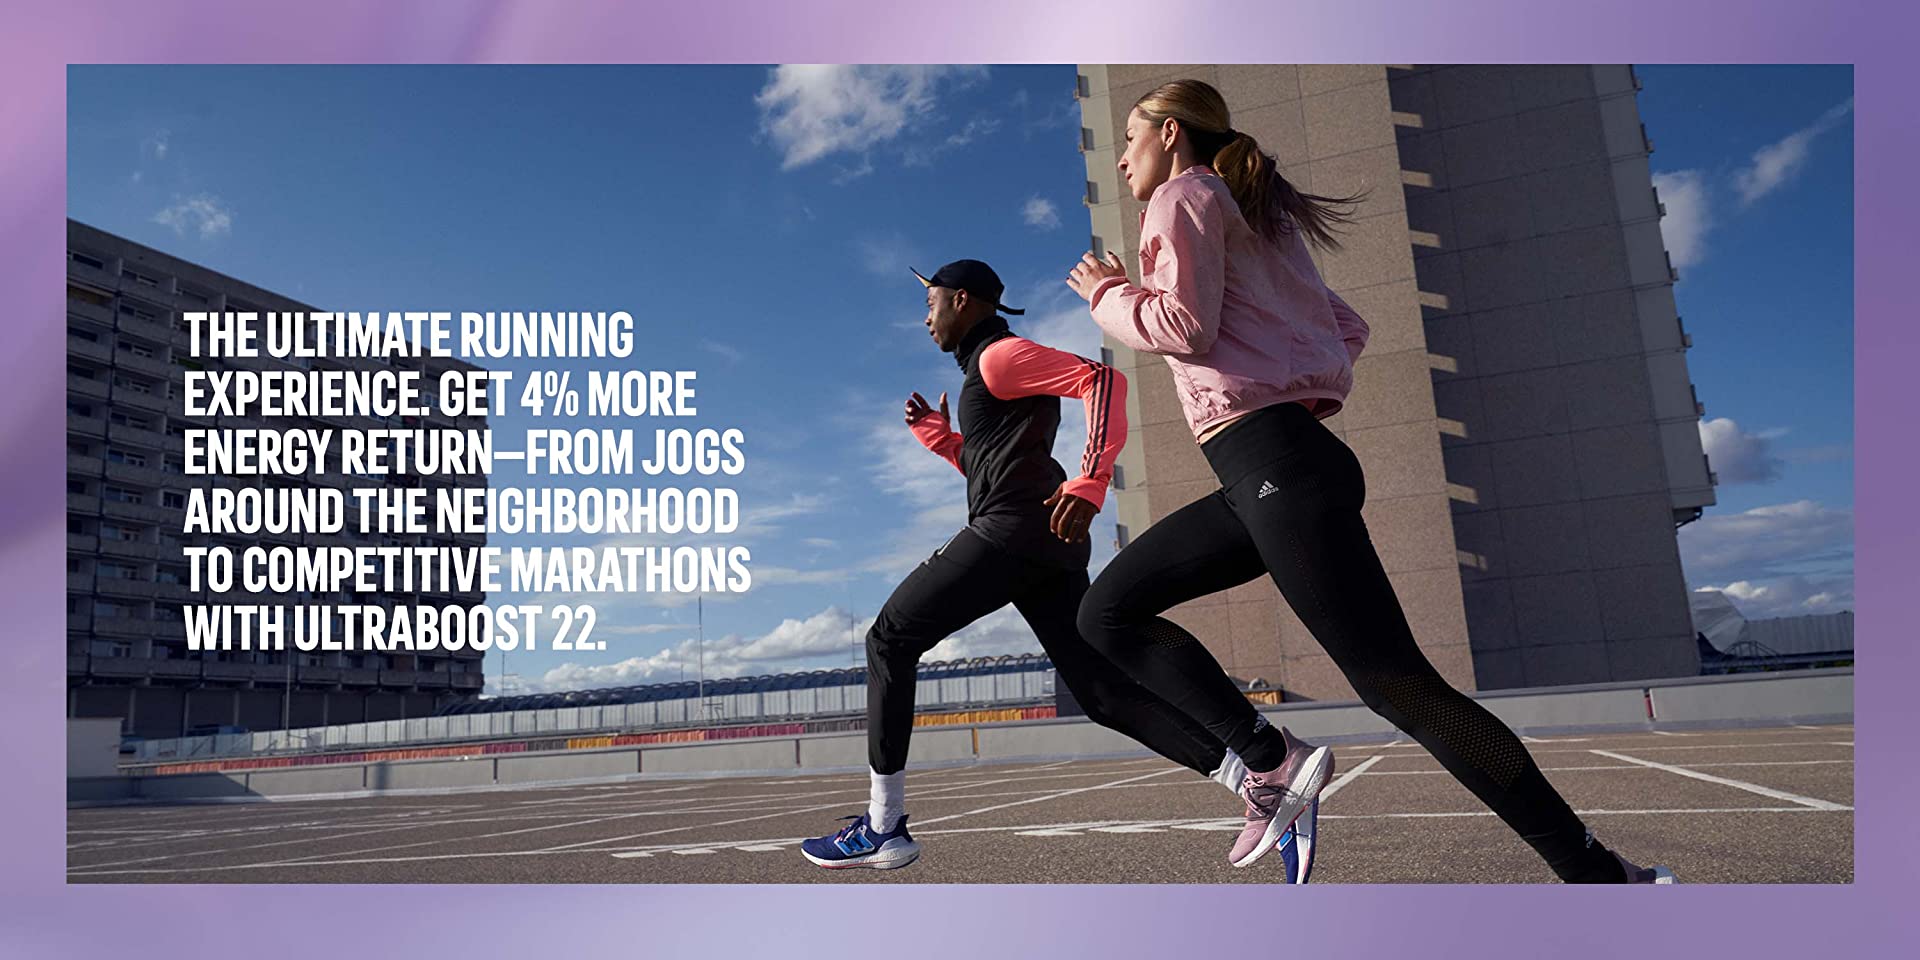 THE ULTIMATE RUNNING
EXPERIENCE. GET 4% MORE
ENERGY RETURN—FROM JOGS
AROUND THE NEIGHBORHOOD
TO COMPETITIVE MARATHONS
WITH ULTRABOOST 22.
adidas